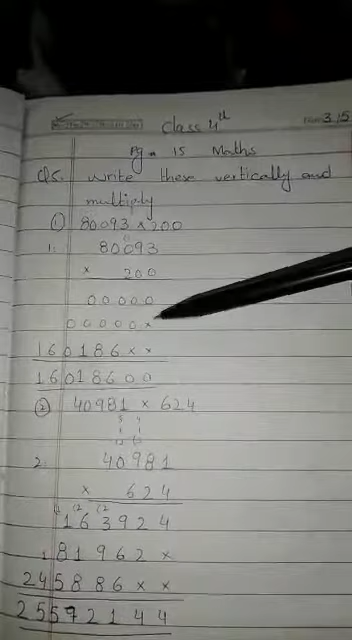 Class 4th
Pg - 15 Maths
Q5. Write these vertically and
multiply
① 80093 × 200
1. 80093
× 200
00000
00000×
160186××
16018600
② 40981 × 624
2. 40981
× 624
163924
81962×
245886××
25572144